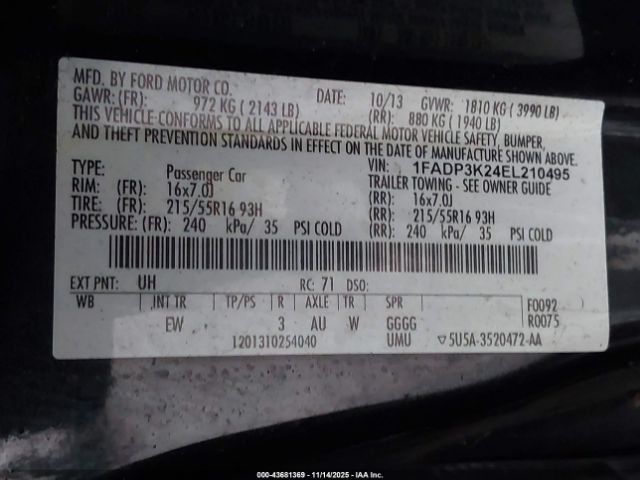 MFD. BY FORD MOTOR CO.
DATE: 10/13 GVWR: 1810 KG ( 3990 LB)
GAWR: (FR): 972 KG ( 2143 LB) (RR): 880 KG ( 1940 LB)
THIS VEHICLE CONFORMS TO ALL APPLICABLE FEDERAL MOTOR VEHICLE SAFETY, BUMPER,
AND THEFT PREVENTION STANDARDS IN EFFECT ON THE DATE OF MANUFACTURE SHOWN ABOVE.
VIN: 1FADP3K24EL210495
TYPE: Passenger Car TRAILER TOWING - SEE OWNER GUIDE
RIM: (FR): 16x7.0J (RR): 16x7.0J
TIRE: (FR): 215/55R16 93H (RR): 215/55R16 93H
PRESSURE: (FR): 240 kPa/ 35 PSI COLD (RR): 240 kPa/ 35 PSI COLD
EXT PNT: UH RC: 71 DSO:
WB INT TR TP/PS R AXLE TR SPR F0092
EW 3 AU W GGGG R0075
1201310254040 UMU ▽5U5A-3520472-AA
000-43681369 | 11/14/2025 | IAA Inc.